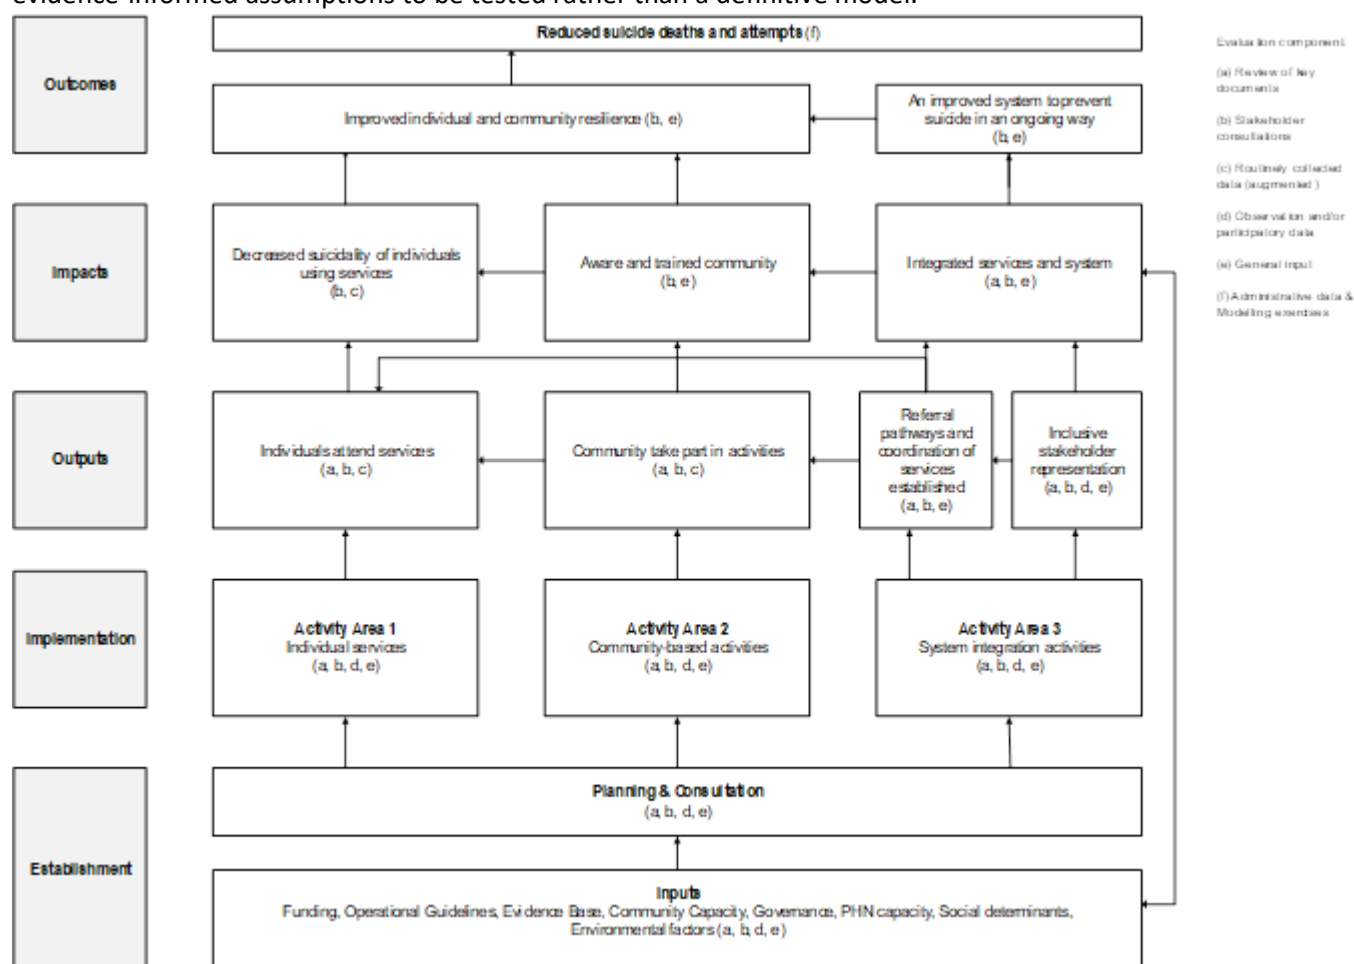 evidence-informed assumptions to be tested rather than a definitive model.
Outcomes
Reduced suicide deaths and attempts (f)
Improved individual and community resilience (b, e)
An improved system to prevent
suicide in an ongoing way
(b, e)
Impacts
Decreased suicidality of individuals
using services
(b, c)
Aware and trained community
(b, e)
Integrated services and system
(a, b, e)
Outputs
Individuals attend services
(a, b, c)
Community take part in activities
(a, b, c)
Referral
pathways and
coordination of
services
established
(a, b, e)
Inclusive
stakeholder
representation
(a, b, d, e)
Implementation
Activity Area 1
Individual services
(a, b, d, e)
Activity Area 2
Community-based activities
(a, b, d, e)
Activity Area 3
System integration activities
(a, b, d, e)
Establishment
Planning & Consultation
(a, b, d, e)
Inputs
Funding, Operational Guidelines, Evidence Base, Community Capacity, Governance, PHN capacity, Social determinants,
Environmental factors (a, b, d, e)
Evaluation component:
(a) Review of key
documents
(b) Stakeholder
consultations
(c) Routinely collected
data (augmented )
(d) Observation and/or
participatory data
(e) General input
(f) Administrative data &
Modelling exercises